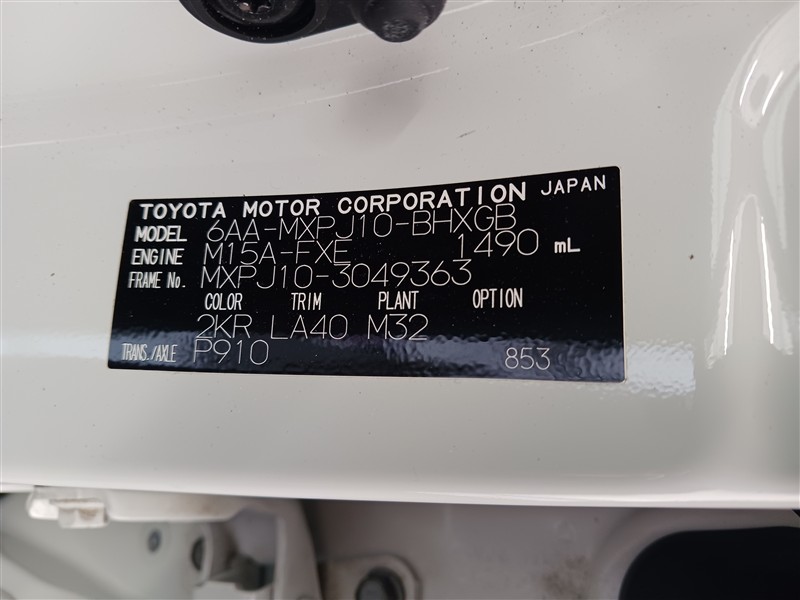 TOYOTA MOTOR CORPORATION JAPAN
MODEL 6AA-MXPJ10-BHXGB
ENGINE M15A-FXE 1490 mL
FRAME No. MXPJ10-3049363
COLOR TRIM PLANT OPTION
2KR LA40 M32
TRANS./AXLE P910 853